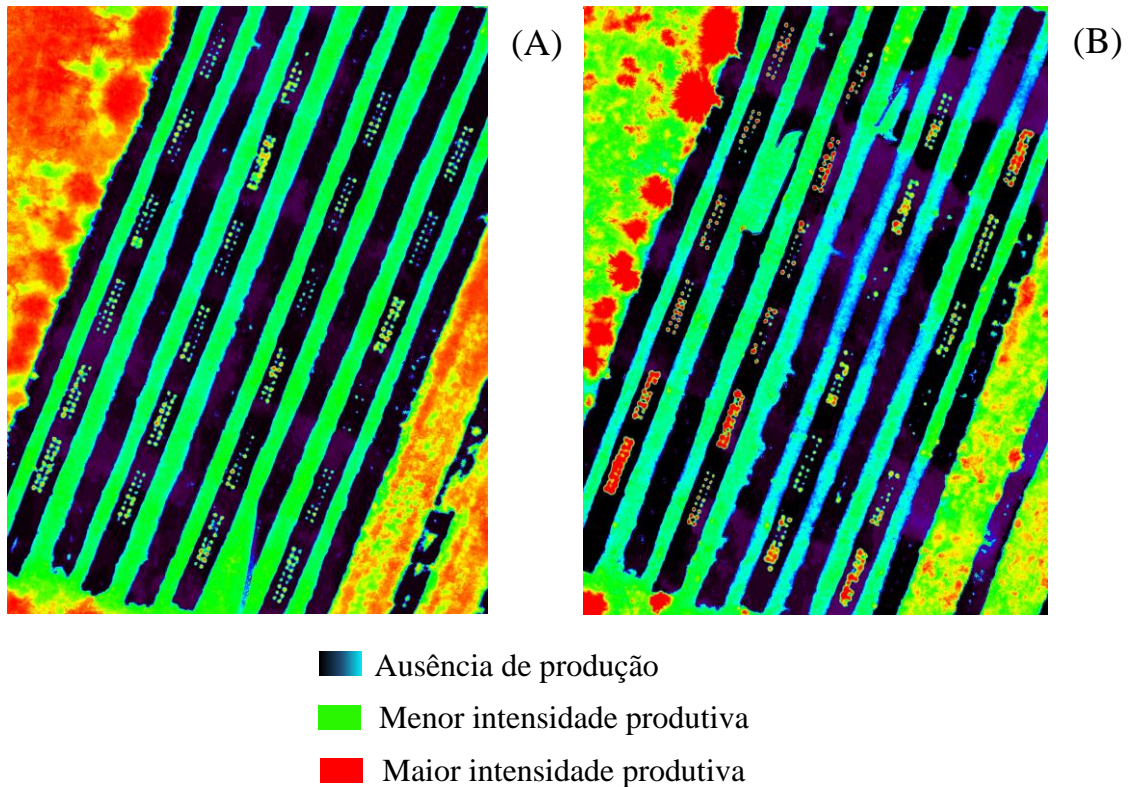 (A)
(B)
Ausência de produção
Menor intensidade produtiva
Maior intensidade produtiva